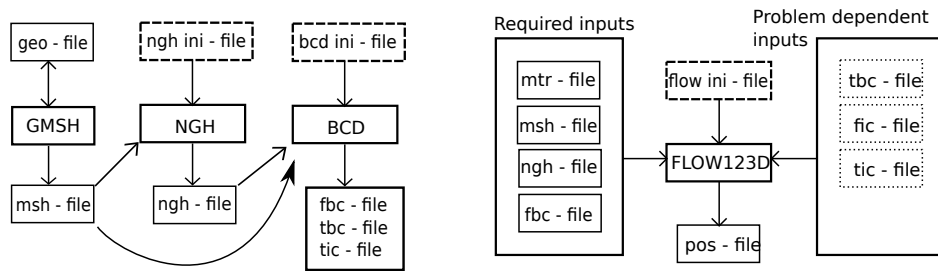 geo - file
ngh ini - file
bcd ini - file
GMSH
NGH
BCD
msh - file
ngh - file
fbc - file
tbc - file
tic - file
Required inputs
mtr - file
msh - file
ngh - file
fbc - file
flow ini - file
FLOW123D
pos - file
Problem dependent
inputs
tbc - file
fic - file
tic - file